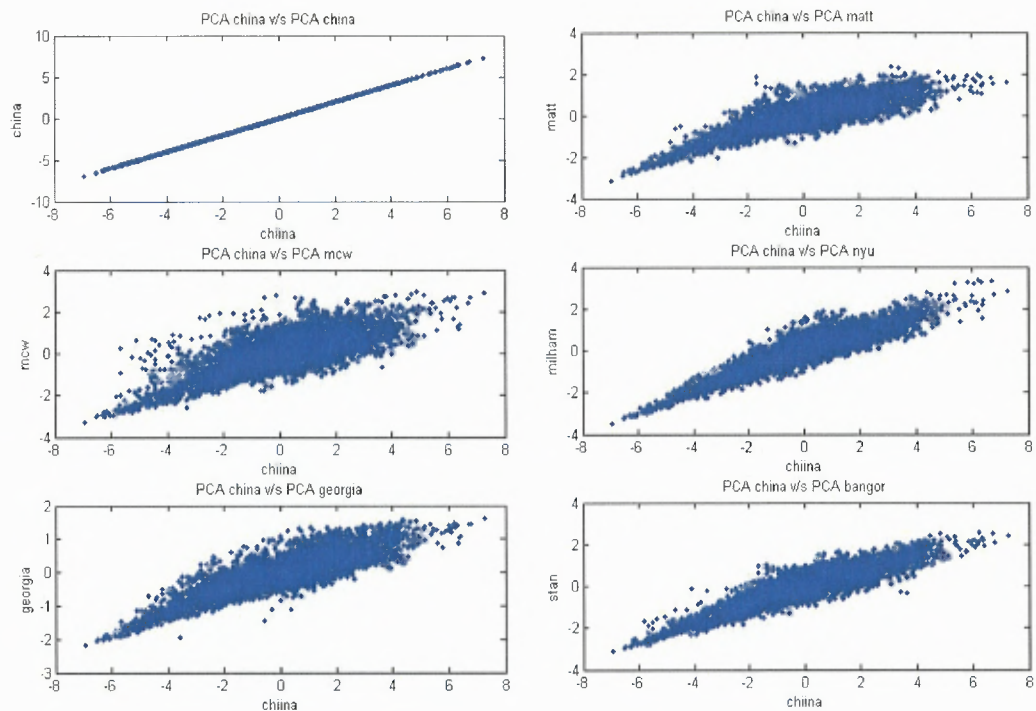 PCA china v/s PCA china
10
5
0
-5
-10
china
-8 -6 -4 -2 0 2 4 6 8
chiina
PCA china v/s PCA matt
4
2
0
-2
-4
matt
-8 -6 -4 -2 0 2 4 6 8
chiina
PCA china v/s PCA mcw
4
2
0
-2
-4
mcw
-8 -6 -4 -2 0 2 4 6 8
chiina
PCA china v/s PCA nyu
4
2
0
-2
-4
milham
-8 -6 -4 -2 0 2 4 6 8
chiina
PCA china v/s PCA georgia
2
1
0
-1
-2
-3
georgia
-8 -6 -4 -2 0 2 4 6 8
chiina
PCA china v/s PCA bangor
4
2
0
-2
-4
stan
-8 -6 -4 -2 0 2 4 6 8
chiina